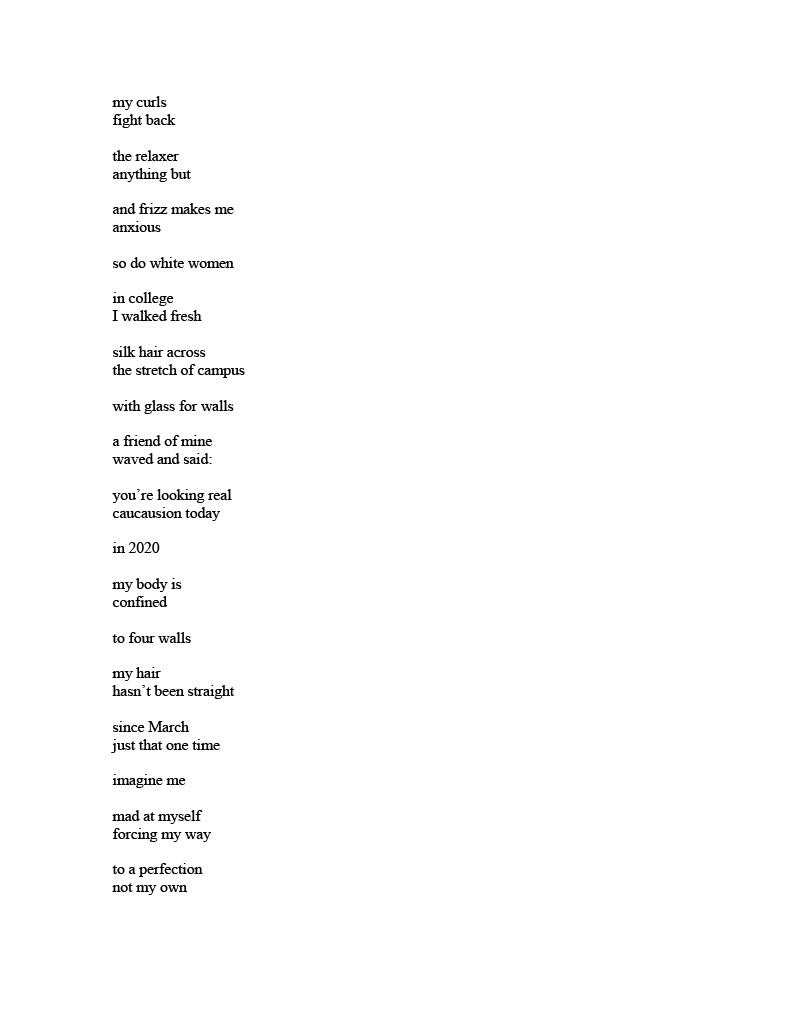 my curls
fight back
the relaxer
anything but
and frizz makes me
anxious
so do white women
in college
I walked fresh
silk hair across
the stretch of campus
with glass for walls
a friend of mine
waved and said:
you’re looking real
caucausion today
in 2020
my body is
confined
to four walls
my hair
hasn’t been straight
since March
just that one time
imagine me
mad at myself
forcing my way
to a perfection
not my own